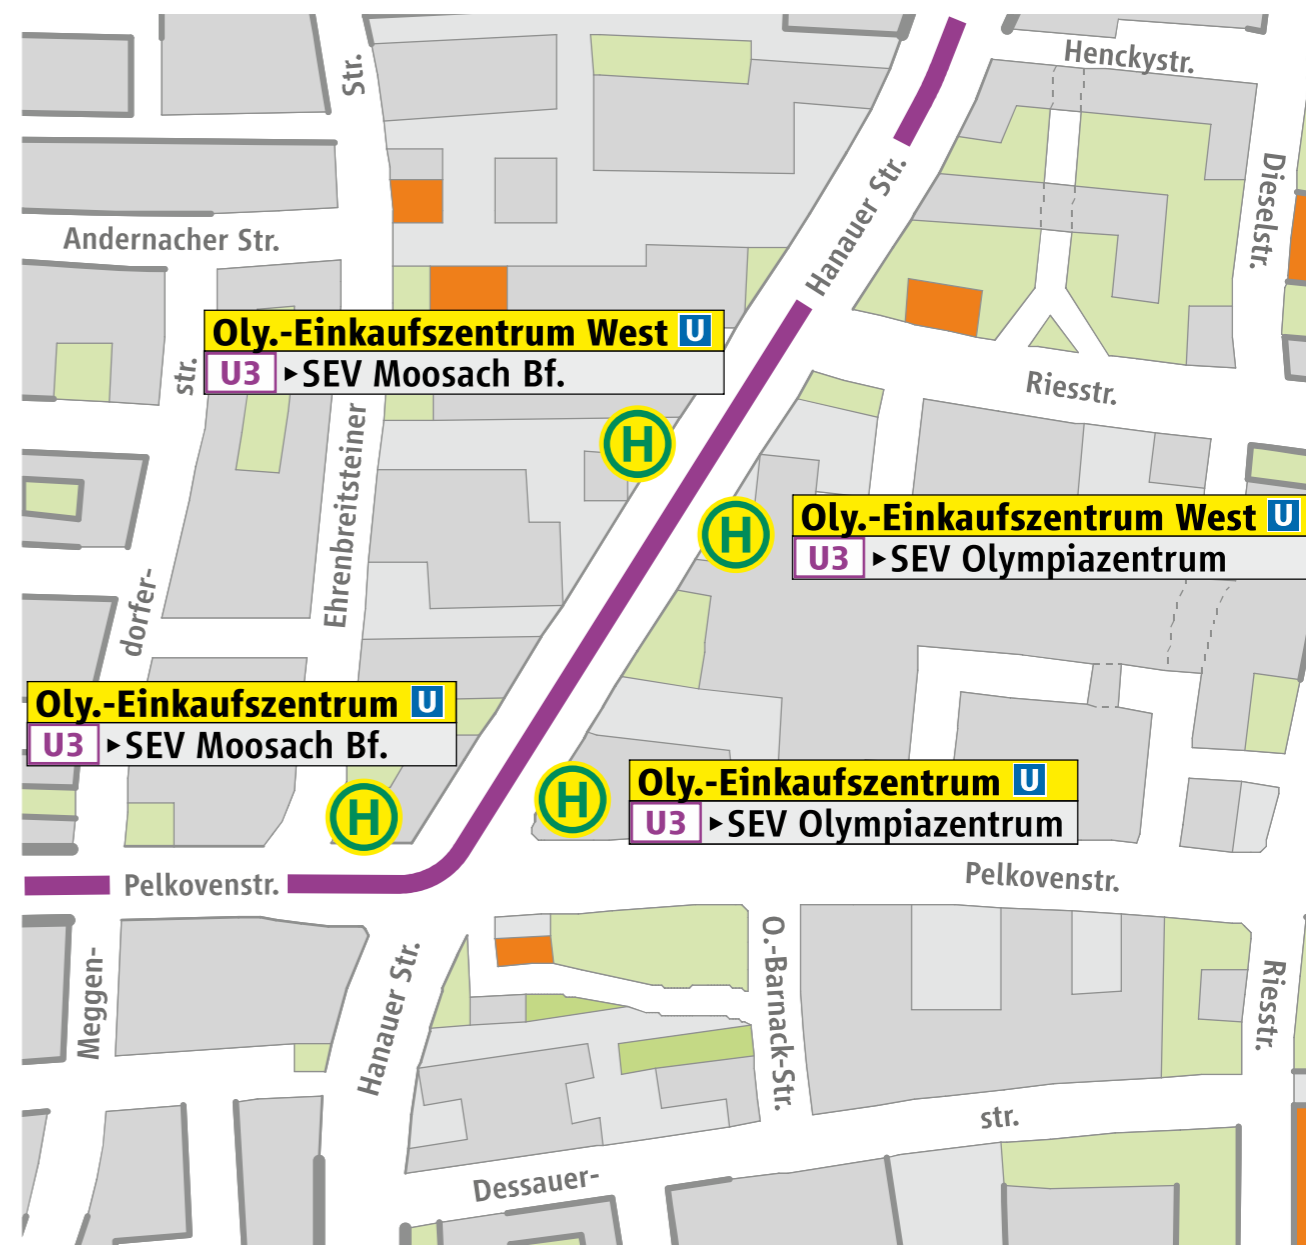 Henckystr.
Str.
Dieselstr.
Hanauer Str.
Andernacher Str.
Oly.-Einkaufszentrum West U
U3 ▸SEV Moosach Bf.
str.
Riesstr.
H
Ehrenbreitsteiner
H
Oly.-Einkaufszentrum West U
U3 ▸SEV Olympiazentrum
dorfer-
Oly.-Einkaufszentrum U
U3 ▸SEV Moosach Bf.
H
H
Oly.-Einkaufszentrum U
U3 ▸SEV Olympiazentrum
Pelkovenstr.
Pelkovenstr.
Meggen-
Hanauer Str.
O.-Barnack-Str.
Riesstr.
str.
Dessauer-